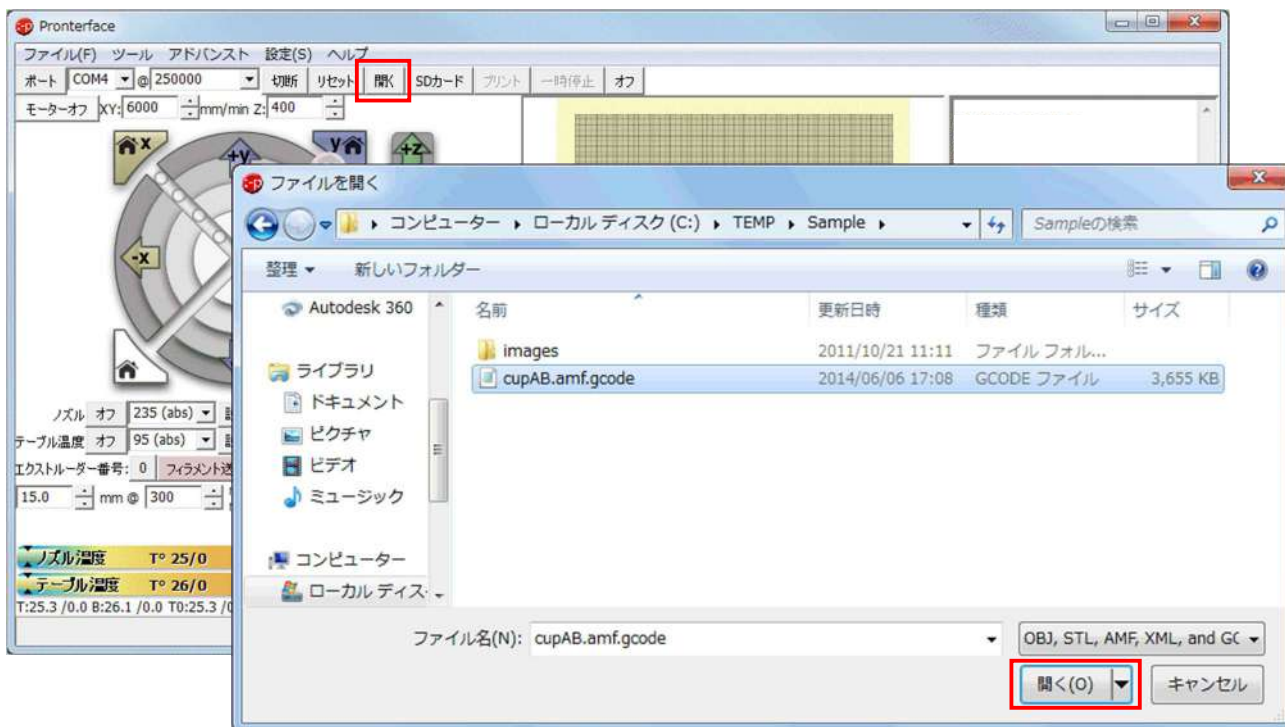 Pronterface
ファイル(F) ツール アドバンスト 設定(S) ヘルプ
ポート COM4 @ 250000 切断 リセット 開く SDカード プリント 一時停止 オフ
モーターオフ XY: 6000 mm/min Z: 400
X +y y +Z
-X
ノズル オフ 235 (abs)
テーブル温度 オフ 95 (abs)
エクストルーダー番号: 0 フィラメント送
15.0 mm @ 300
ノズル温度 T° 25/0
テーブル温度 T° 26/0
T:25.3 /0.0 B:26.1 /0.0 T0:25.3 /0
ファイルを開く
コンピューター ローカル ディスク (C:) TEMP Sample Sampleの検索
整理 新しいフォルダー
Autodesk 360
ライブラリ
ドキュメント
ピクチャ
ビデオ
ミュージック
コンピューター
ローカル ディス
名前 更新日時 種類 サイズ
images 2011/10/21 11:11 ファイル フォル...
cupAB.amf.gcode 2014/06/06 17:08 GCODE ファイル 3,655 KB
ファイル名(N): cupAB.amf.gcode OBJ, STL, AMF, XML, and GC
開く(O) キャンセル